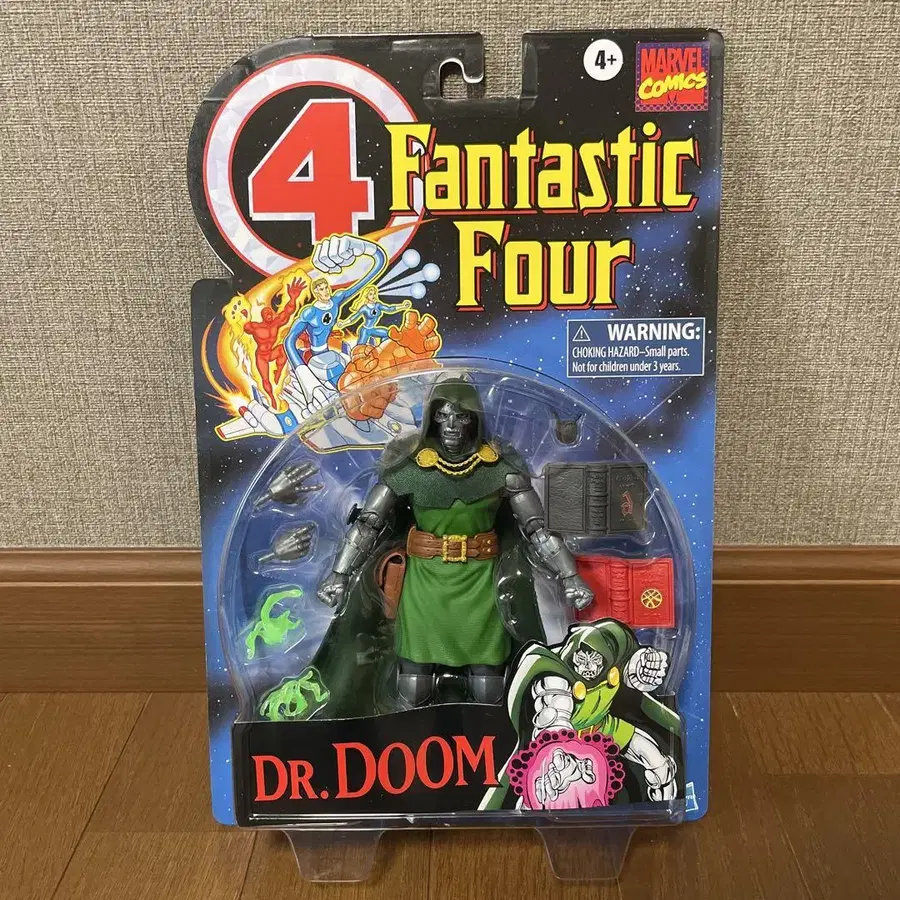 4+
MARVEL
COMICS
4
Fantastic
Four
4
WARNING:
CHOKING HAZARD–Small parts.
Not for children under 3 years.
DR. DOOM